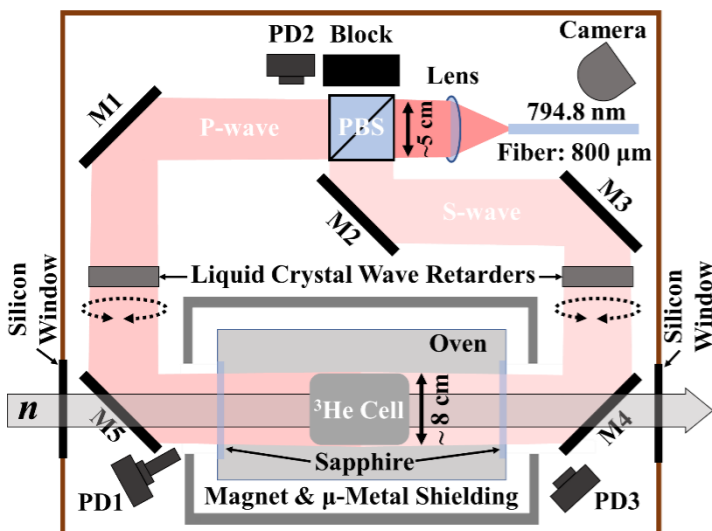 PD2
Block
Camera
Lens
M1
P-wave
PBS
~5 cm
794.8 nm
Fiber: 800 μm
M2
S-wave
M3
Liquid Crystal Wave Retarders
Silicon
Window
Silicon
Window
Oven
n
³He Cell
~ 8 cm
M5
M4
Sapphire
PD1
Magnet & μ-Metal Shielding
PD3